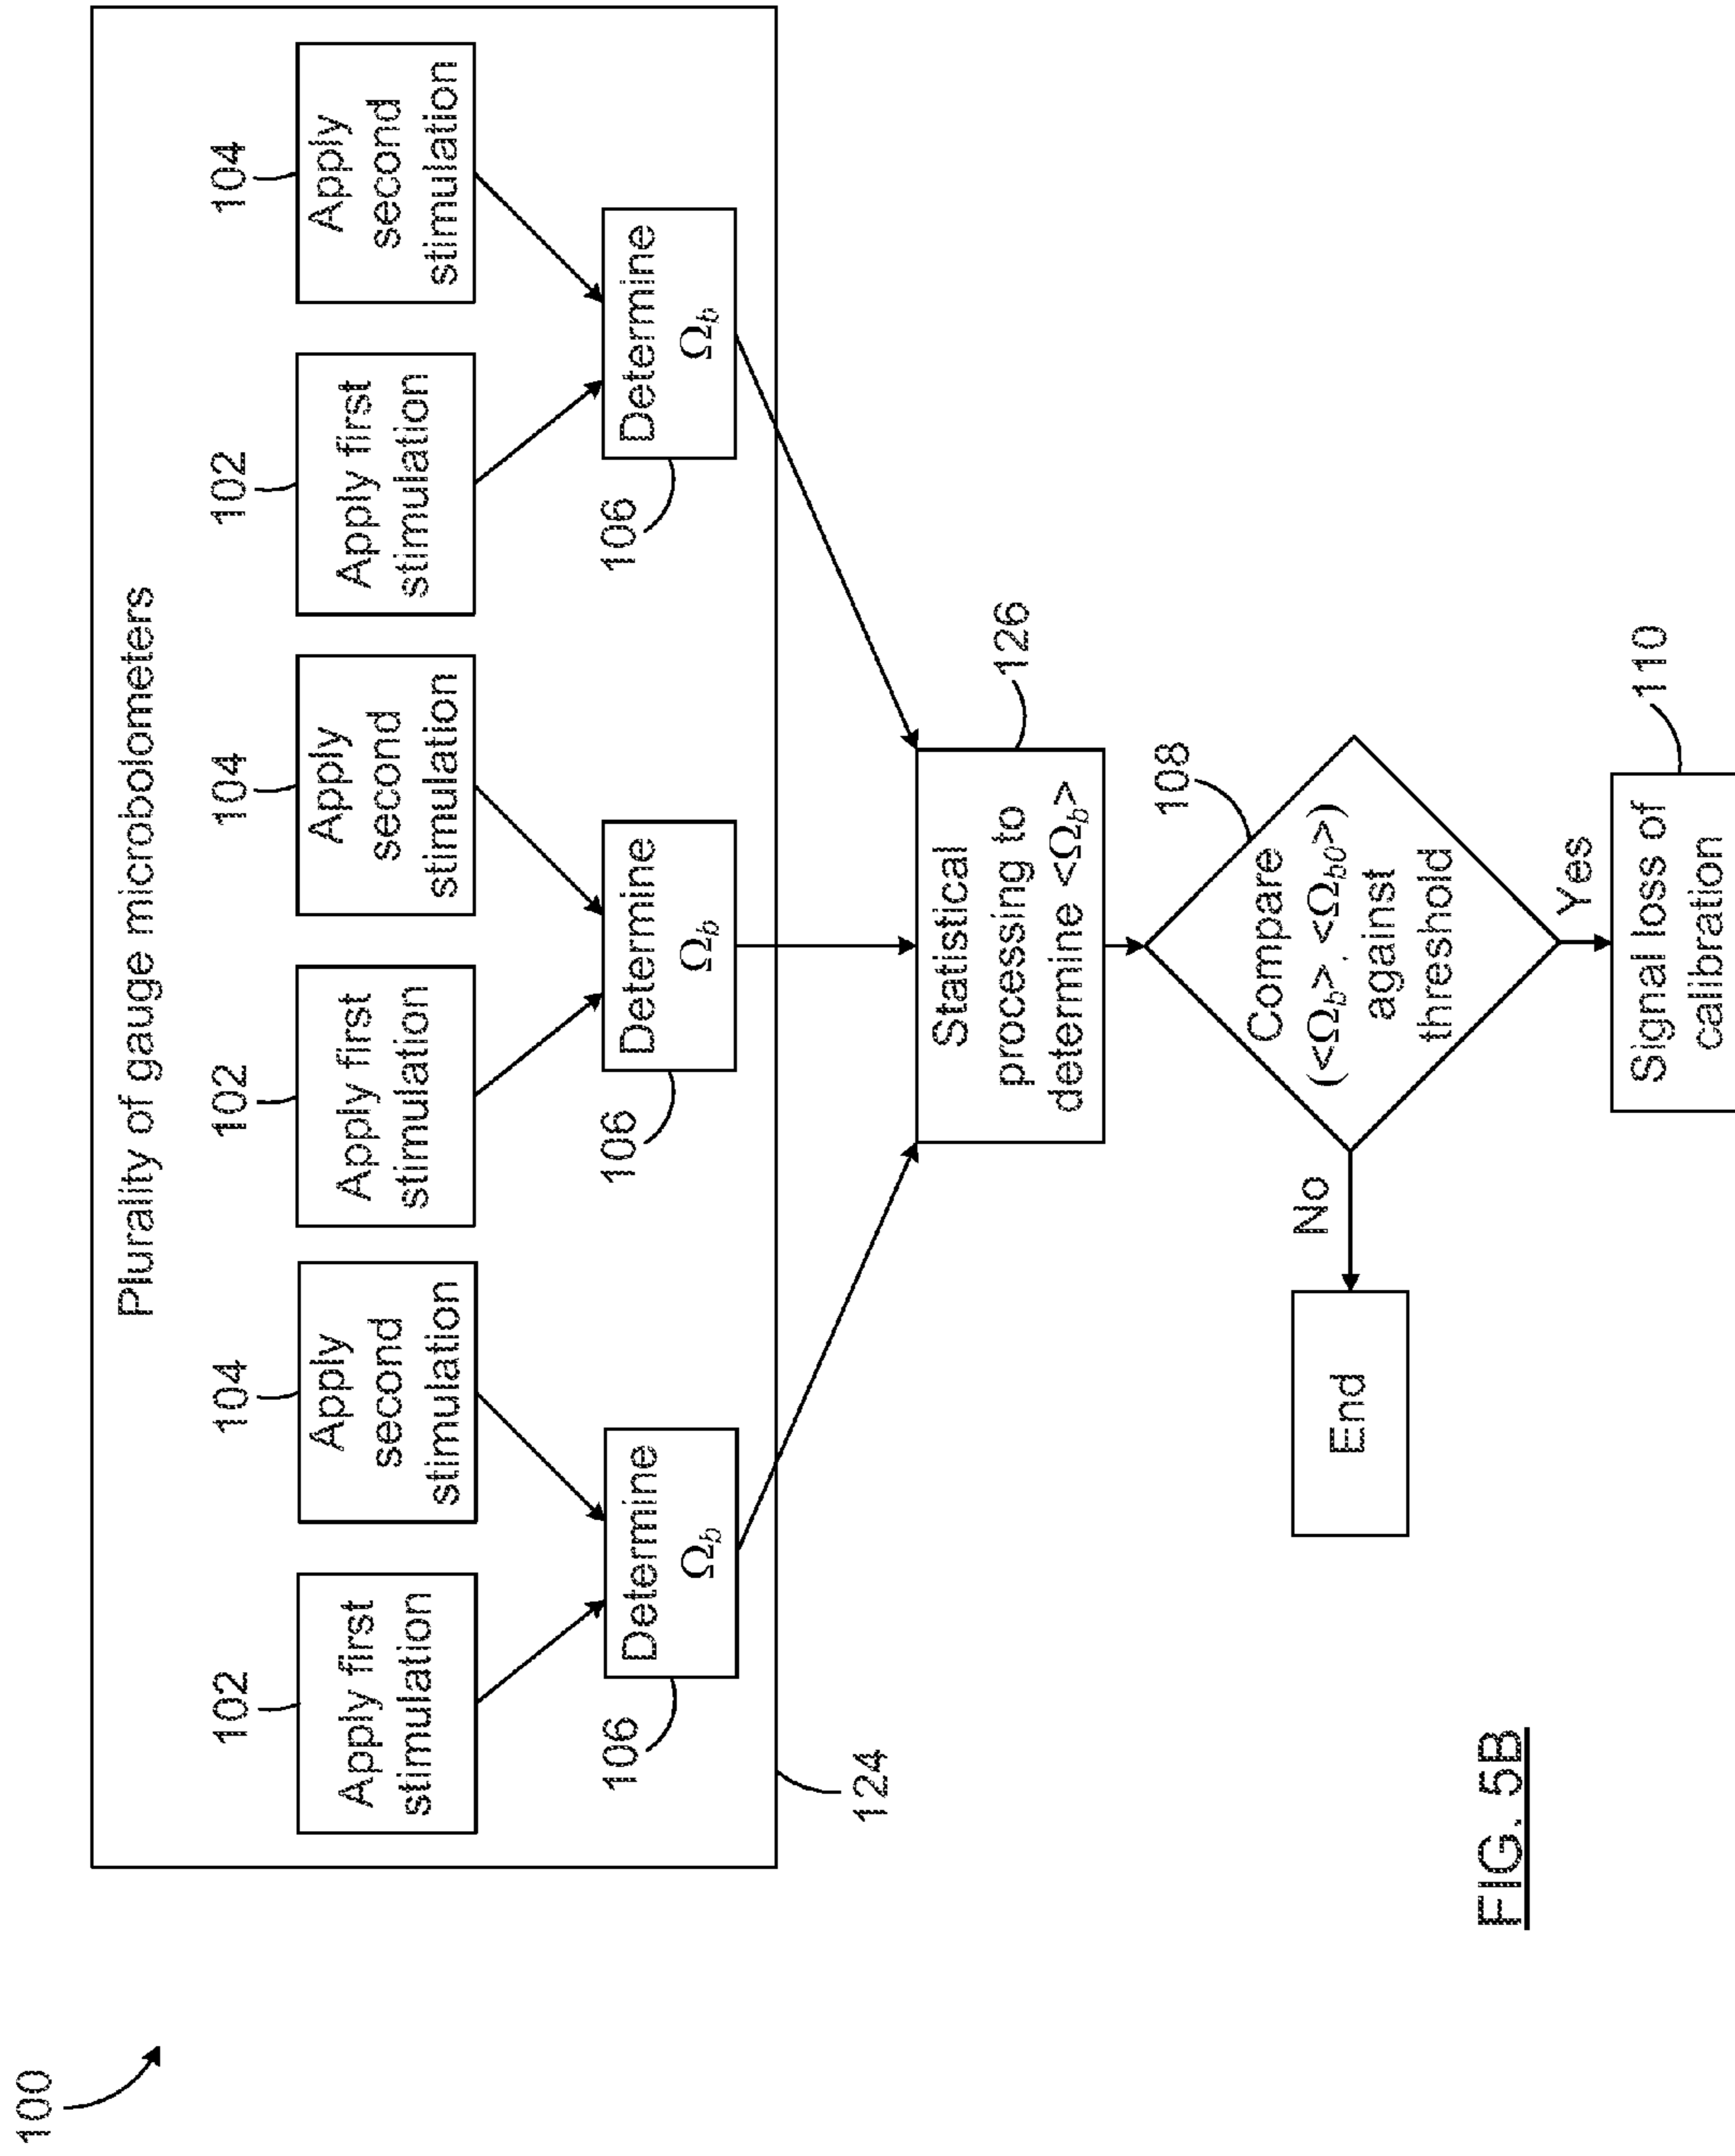 100
Plurality of gauge microbolometers
102
104
102
104
102
104
Apply first
stimulation
Apply
second
stimulation
Apply first
stimulation
Apply
second
stimulation
Apply first
stimulation
Apply
second
stimulation
106
Determine
Ω_b
106
Determine
Ω_b
106
Determine
Ω_b
124
Statistical
processing to
determine <Ω_b>
126
108
Compare
(<Ω_b>, <Ω_b0>)
against
threshold
No
End
Yes
110
Signal loss of
calibration
FIG. 5B